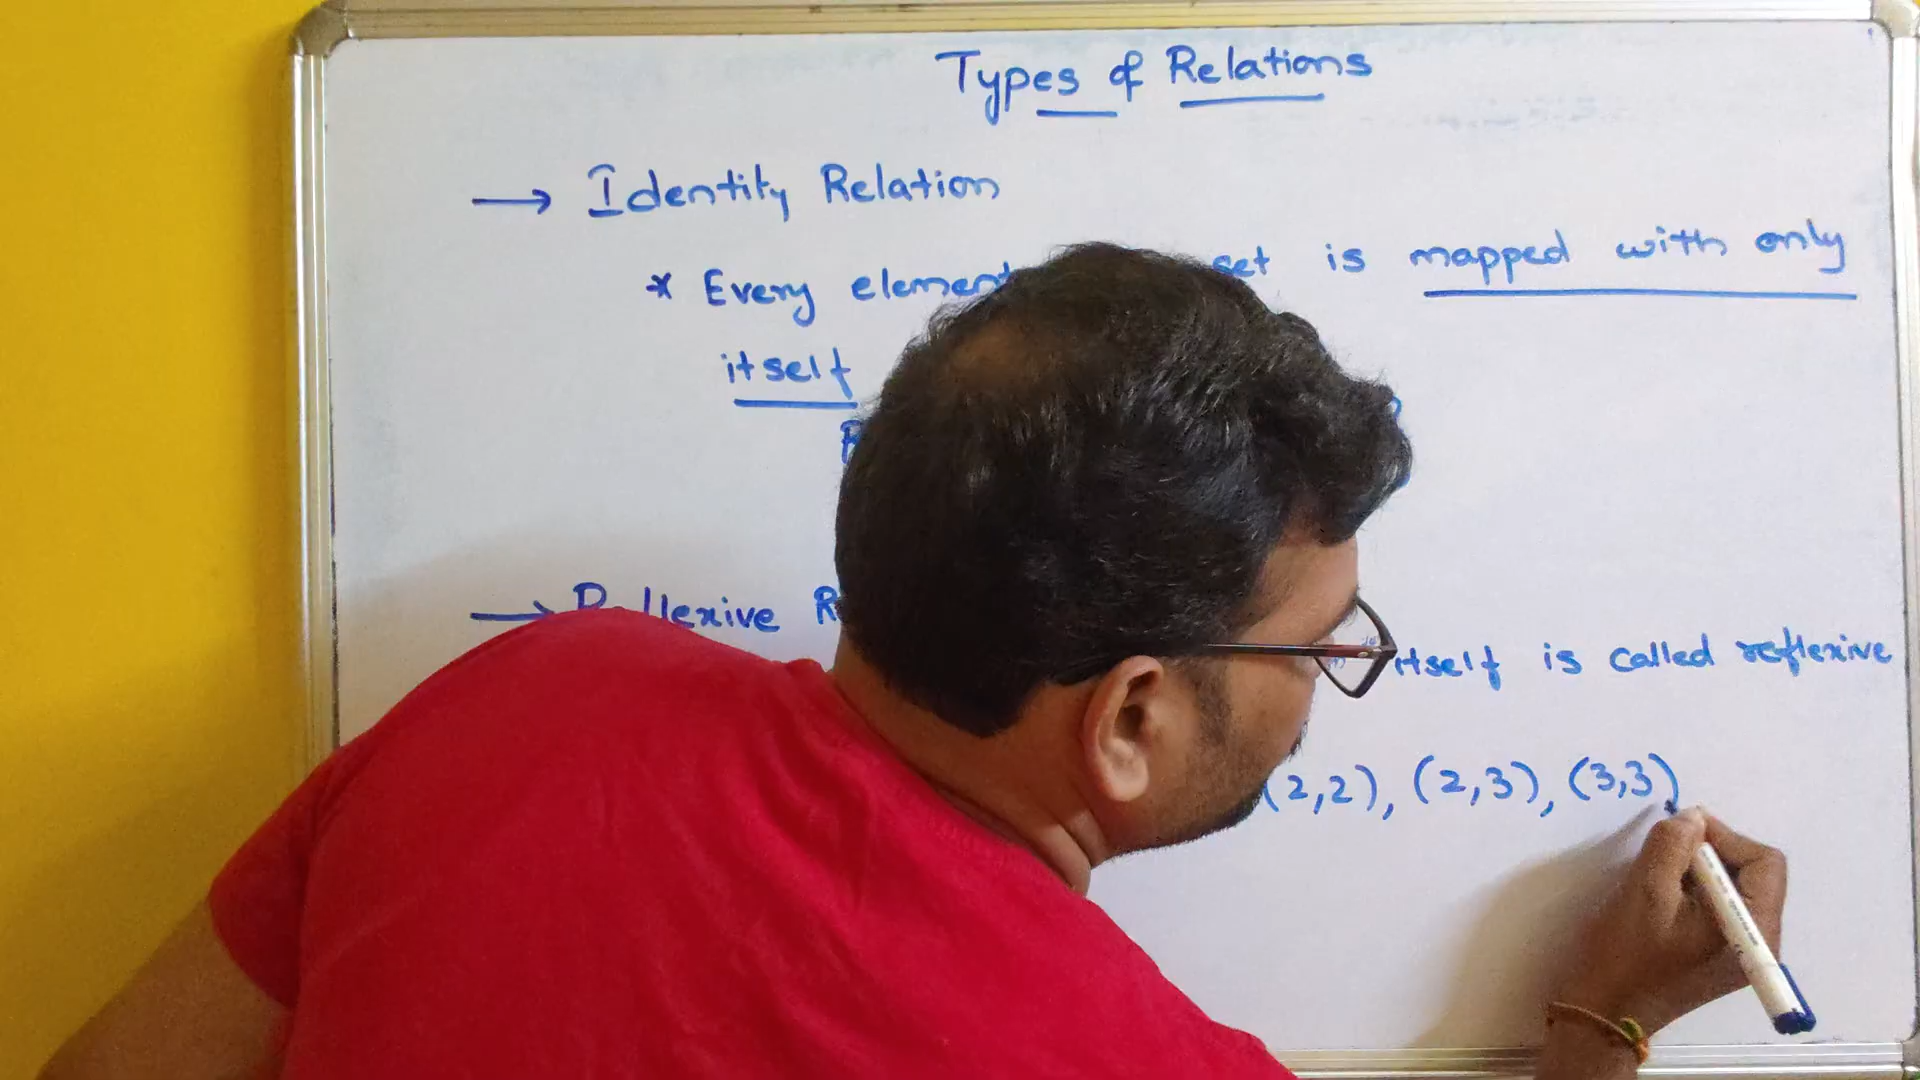 Types of Relations
→ Identity Relation
* Every element set is mapped with only
itself
→ Reflexive
itself is called reflexive
(2,2), (2,3), (3,3)